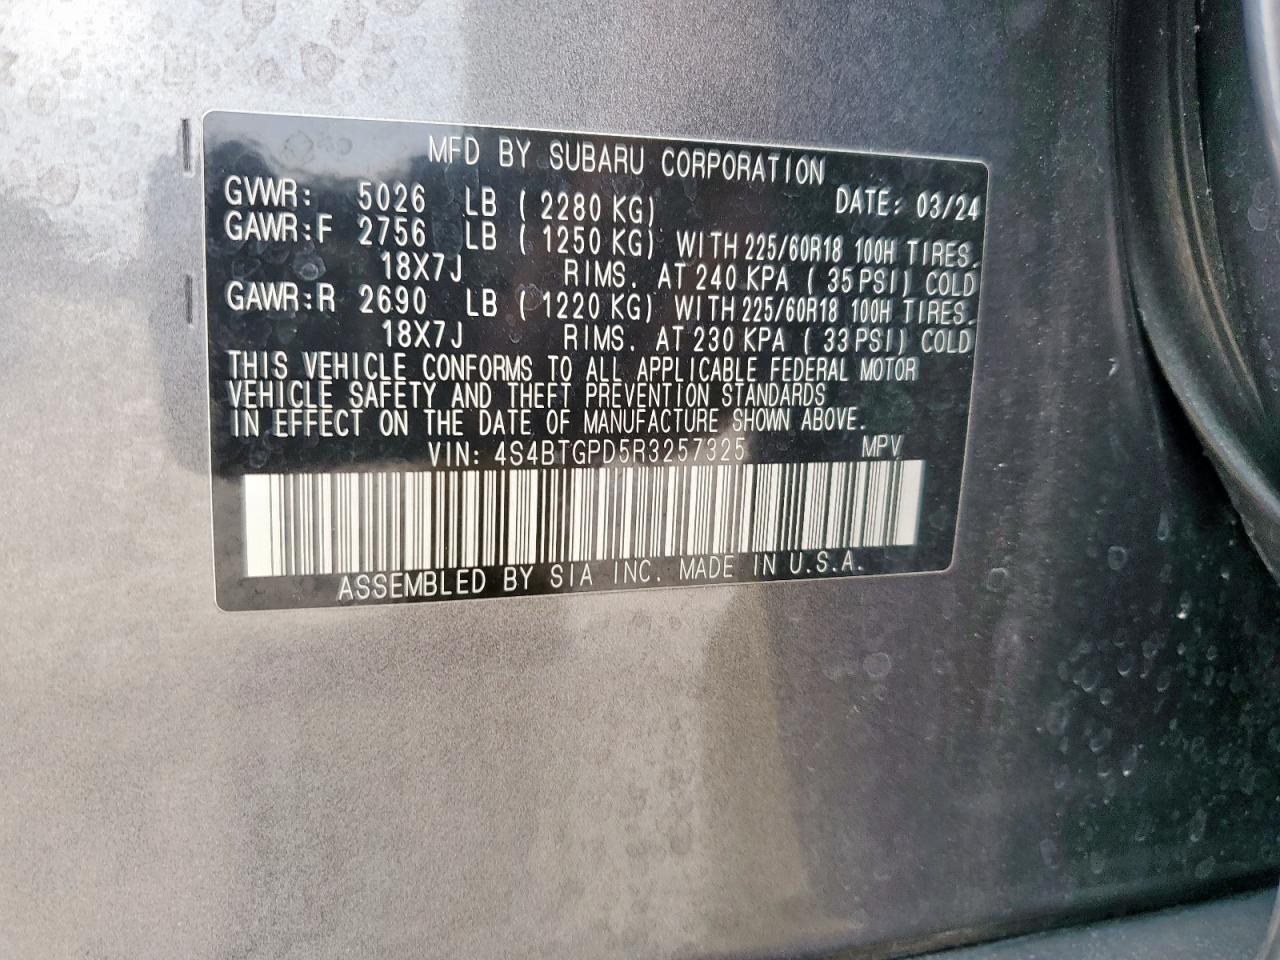 MFD BY SUBARU CORPORATION
GVWR: 5026 LB ( 2280 KG) DATE: 03/24
GAWR:F 2756 LB ( 1250 KG) WITH 225/60R18 100H TIRES.
18X7J RIMS. AT 240 KPA ( 35 PSI) COLD
GAWR:R 2690 LB ( 1220 KG) WITH 225/60R18 100H TIRES.
18X7J RIMS. AT 230 KPA ( 33 PSI) COLD
THIS VEHICLE CONFORMS TO ALL APPLICABLE FEDERAL MOTOR
VEHICLE SAFETY AND THEFT PREVENTION STANDARDS
IN EFFECT ON THE DATE OF MANUFACTURE SHOWN ABOVE.
VIN: 4S4BTGPD5R3257325 MPV
ASSEMBLED BY SIA INC. MADE IN U.S.A.